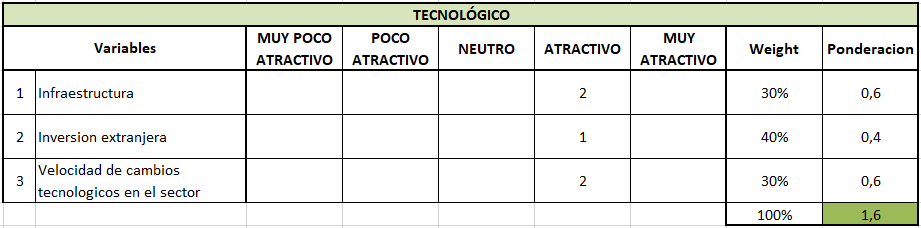 TECNOLÓGICO
Variables MUY POCO ATRACTIVO POCO ATRACTIVO NEUTRO ATRACTIVO MUY ATRACTIVO Weight Ponderacion
1 Infraestructura 2 30% 0,6
2 Inversion extranjera 1 40% 0,4
3 Velocidad de cambios tecnologicos en el sector 2 30% 0,6
100% 1,6